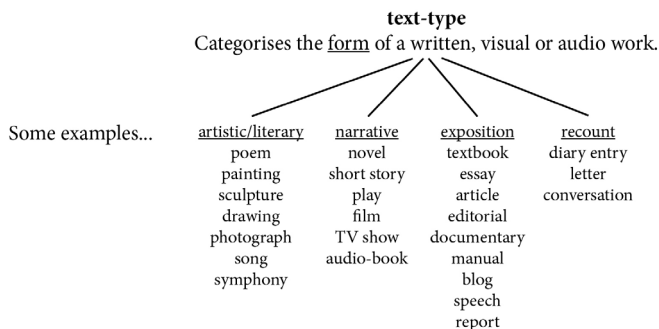 text-type
Categorises the form of a written, visual or audio work.
Some examples...
artistic/literary
poem
painting
sculpture
drawing
photograph
song
symphony
narrative
novel
short story
play
film
TV show
audio-book
exposition
textbook
essay
article
editorial
documentary
manual
blog
speech
report
recount
diary entry
letter
conversation